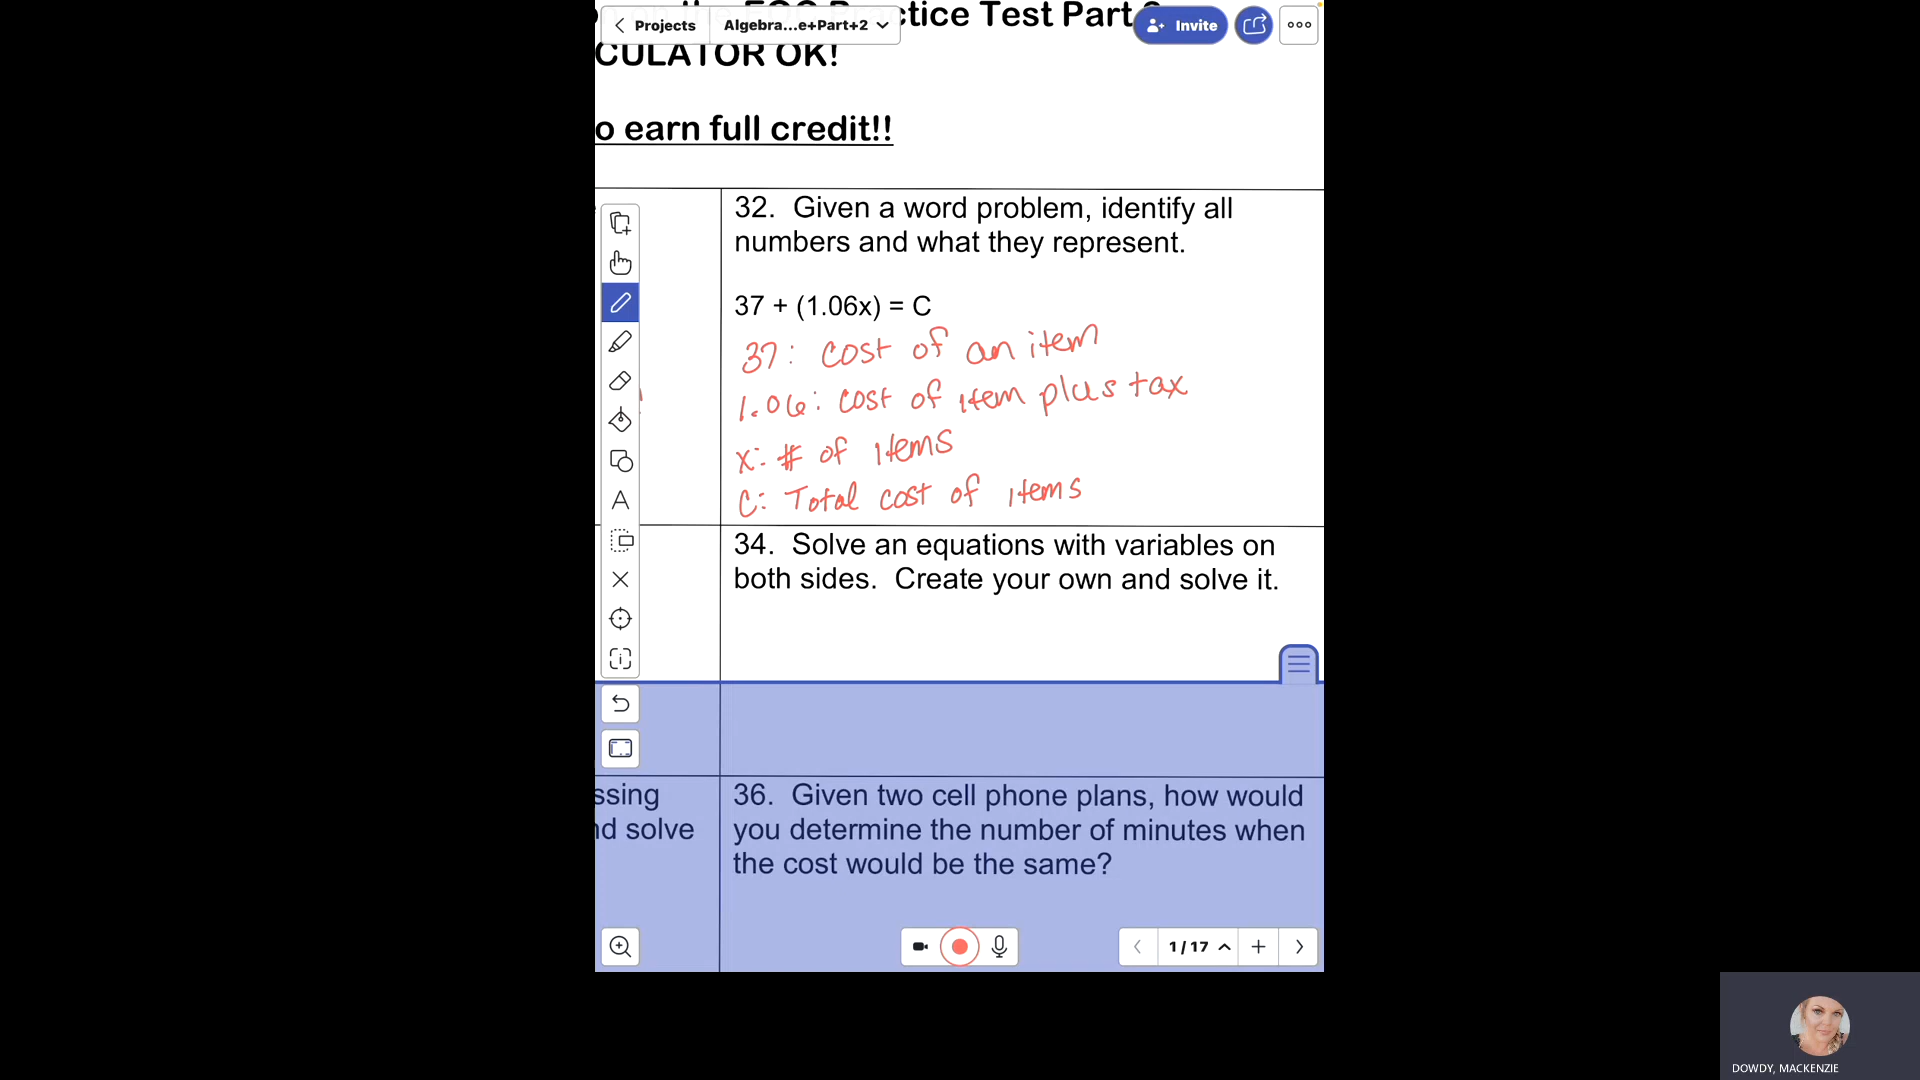 Projects
Algebra...e+Part+2
ctice Test Part
Invite
CULATOR OK!
o earn full credit!!
32. Given a word problem, identify all
numbers and what they represent.
37 + (1.06x) = C
37: cost of an item
1.06: cost of item plus tax
x: # of items
C: Total cost of items
34. Solve an equations with variables on
both sides. Create your own and solve it.
ssing
nd solve
36. Given two cell phone plans, how would
you determine the number of minutes when
the cost would be the same?
1 / 17
DOWDY, MACKENZIE